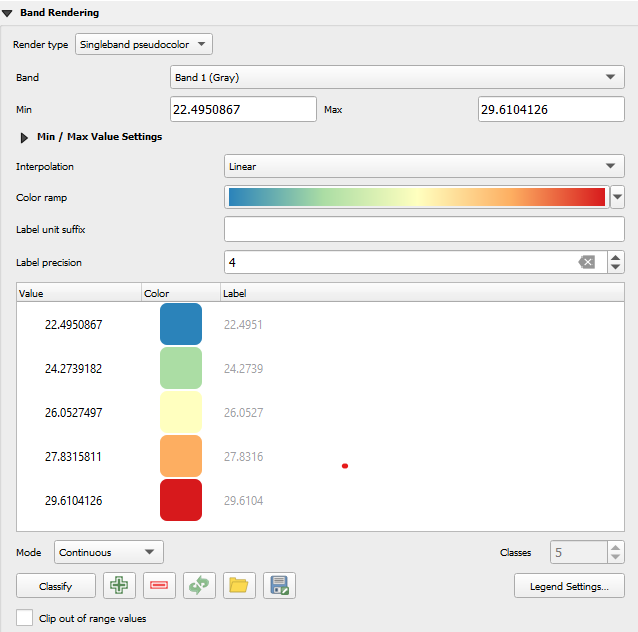 Band Rendering
Render type Singleband pseudocolor
Band Band 1 (Gray)
Min 22.4950867 Max 29.6104126
Min / Max Value Settings
Interpolation Linear
Color ramp
Label unit suffix
Label precision 4
Value Color Label
22.4950867 22.4951
24.2739182 24.2739
26.0527497 26.0527
27.8315811 27.8316
29.6104126 29.6104
Mode Continuous Classes 5
Classify Legend Settings...
Clip out of range values